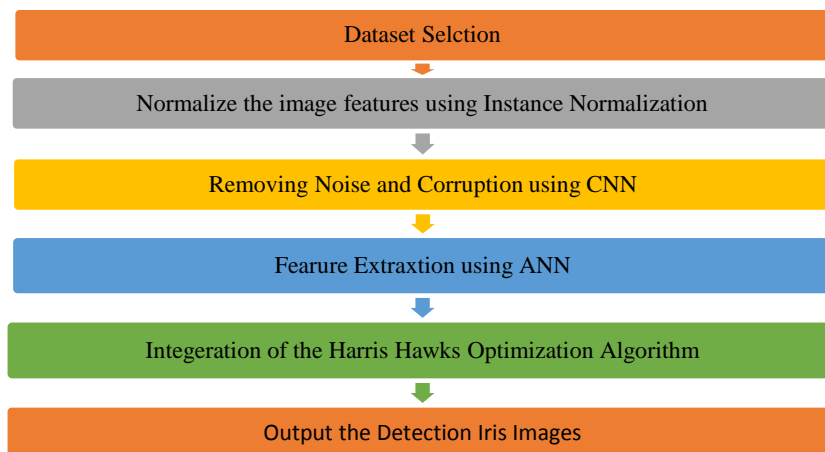 Dataset Selction
Normalize the image features using Instance Normalization
Removing Noise and Corruption using CNN
Fearure Extraxtion using ANN
Integeration of the Harris Hawks Optimization Algorithm
Output the Detection Iris Images